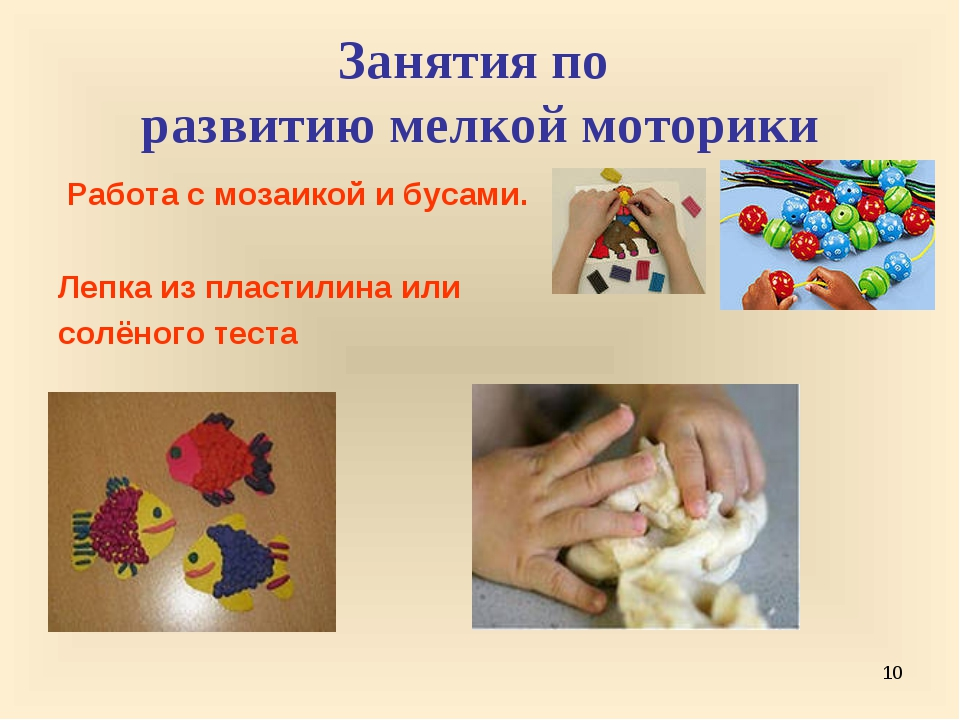 Занятия по
развитию мелкой моторики
Работа с мозаикой и бусами.
Лепка из пластилина или
солёного теста
10